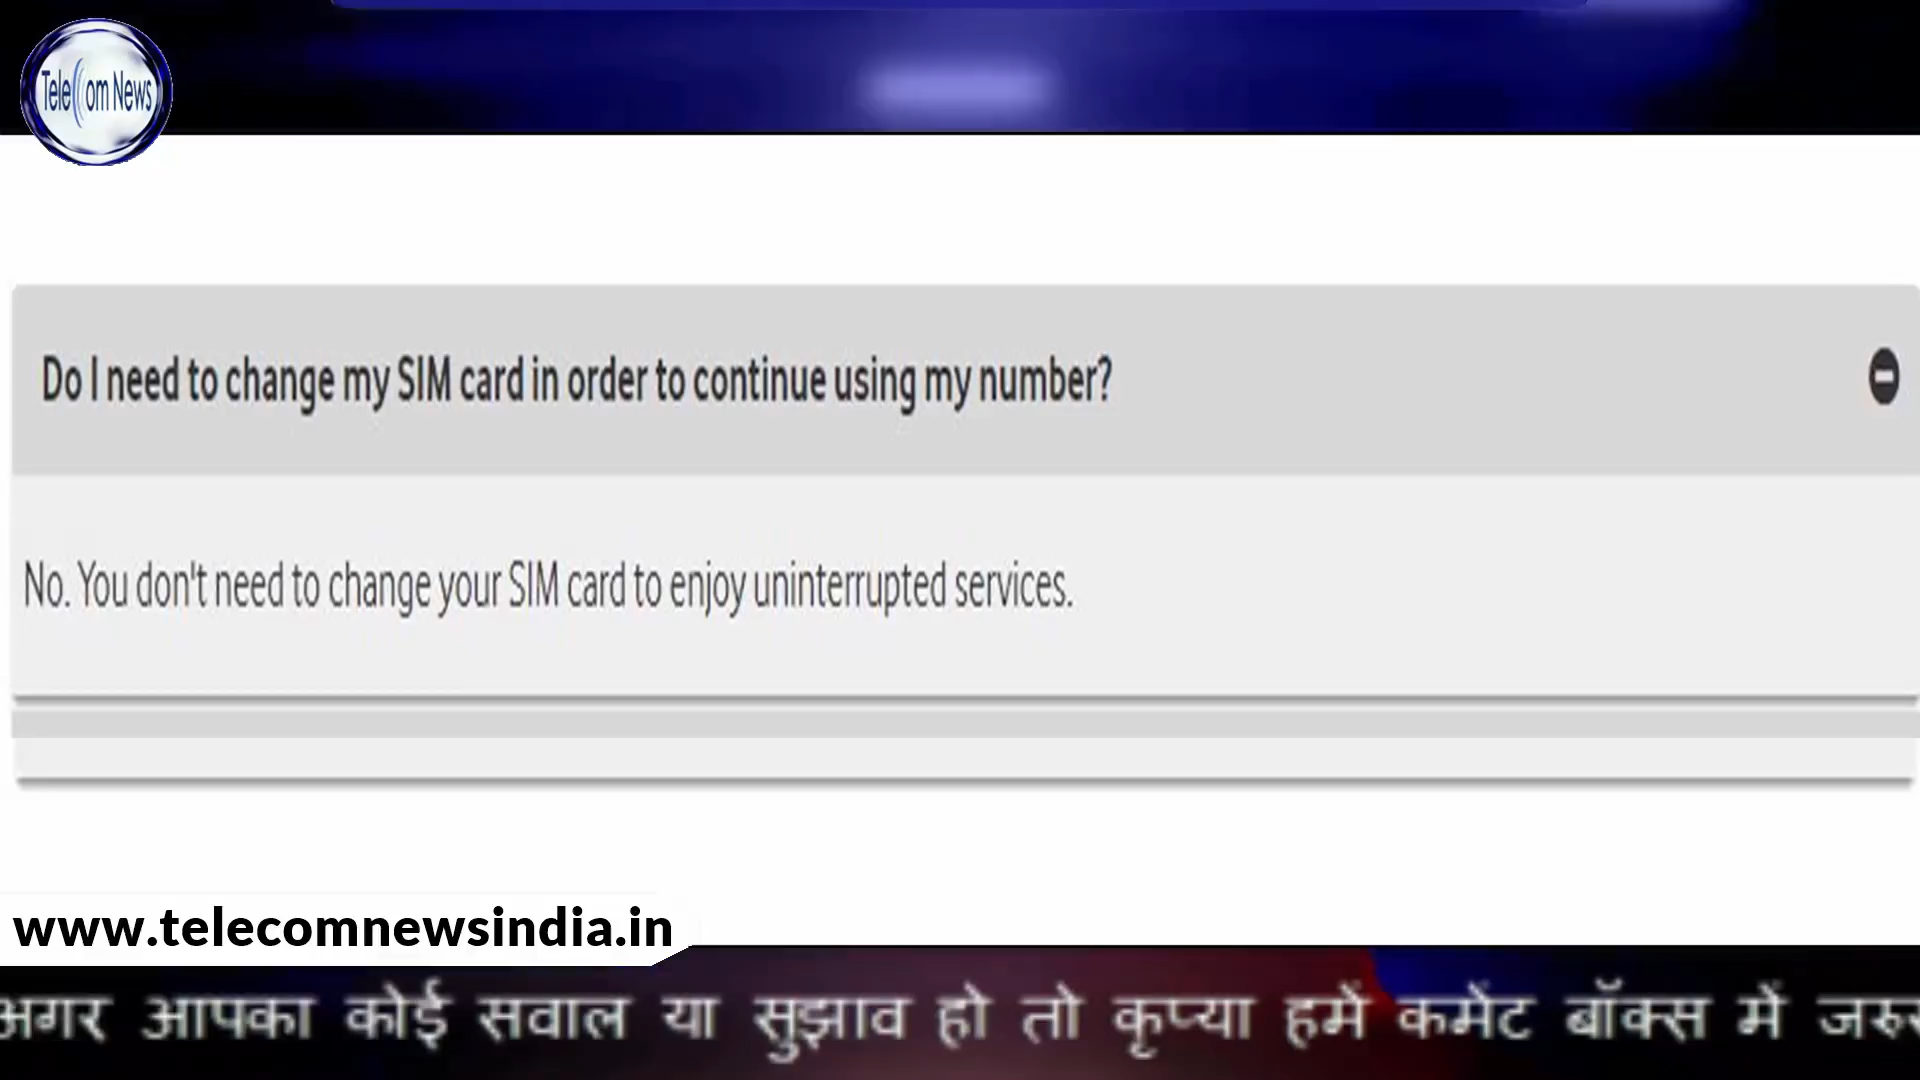 Tele(om News
Do I need to change my SIM card in order to continue using my number?
No. You don't need to change your SIM card to enjoy uninterrupted services.
www.telecomnewsindia.in
अगर आपका कोई सवाल या सुझाव हो तो कृप्या हमें कमेंट बॉक्स में जरु